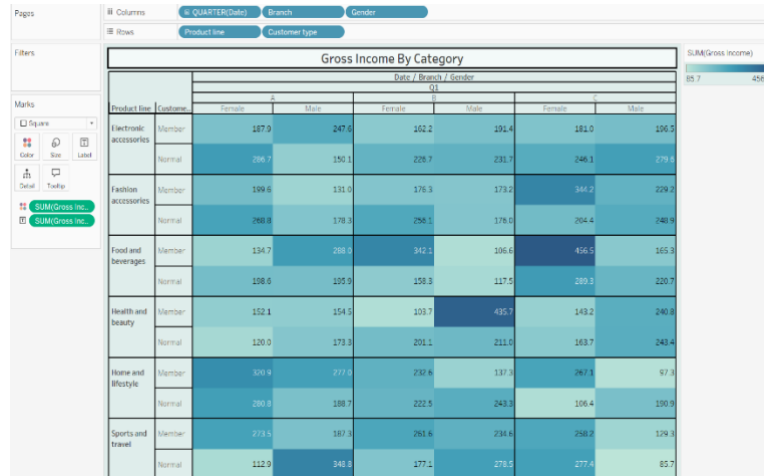 Pages
Columns QUARTER(Date) Branch Gender
Rows Product line Customer type
Filters
Gross Income By Category
SUM(Gross Income)
85.7 456
Date / Branch / Gender
Q1
Marks
A B C
Product line Custome.. Female Male Female Male Female Male
Square
Electronic accessories Member 187.9 247.6 162.2 191.4 181.0 196.5
Color Size Label
Normal 286.7 150.1 228.7 231.7 246.1 279.6
Detail Tooltip
Fashion accessories Member 199.6 131.0 176.3 173.2 344.2 229.2
SUM(Gross Inc..
SUM(Gross Inc..
Normal 268.8 178.3 256.1 176.0 204.4 248.9
Food and beverages Member 134.7 288.0 342.1 106.6 456.5 165.3
Normal 198.6 195.9 158.3 117.5 289.3 220.7
Health and beauty Member 152.1 154.5 103.7 435.7 143.2 240.8
Normal 120.0 173.3 201.1 211.0 163.7 243.4
Home and lifestyle Member 320.9 277.0 232.6 137.3 267.1 97.3
Normal 280.8 188.7 222.5 243.3 106.4 190.9
Sports and travel Member 273.5 187.3 261.6 234.6 258.2 129.3
Normal 112.9 348.8 177.1 278.5 277.4 85.7